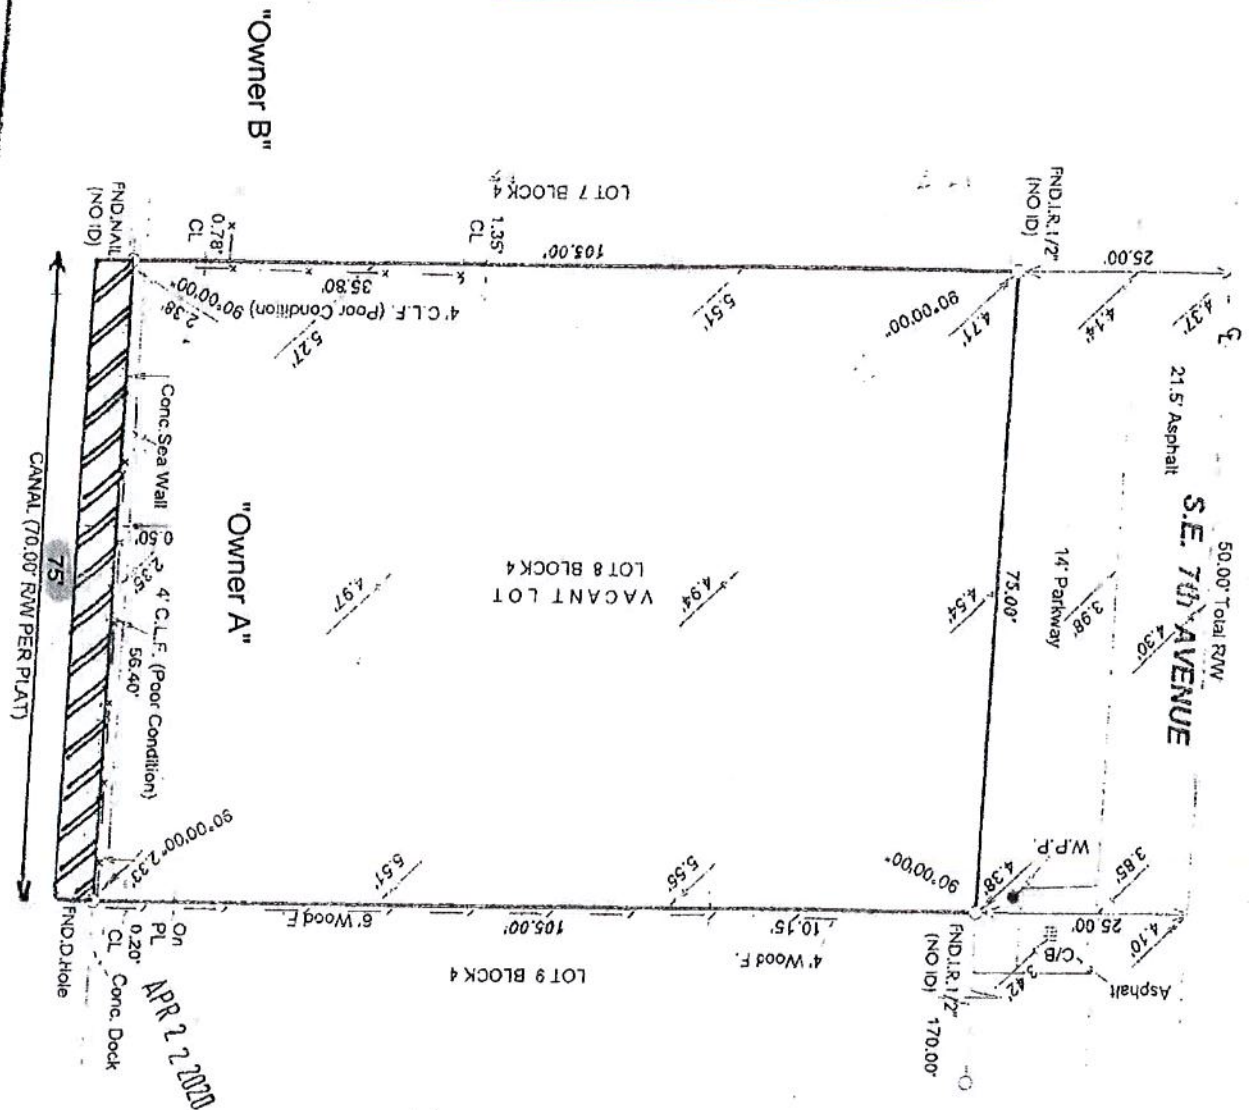 "Owner B"
LOT 7 BLOCK 4
FND.I.R.1/2"
(NO ID)
25.00'
FND.NAIL
(NO ID)
0.78'
CL
1.35'
CL
105.00'
35.80'
4' C.L.F. (Poor Condition)
90°00'00"
2.38'
5.27'
5.51'
90°00'00"
4.71'
4.14'
4.37'
21.5' Asphalt
S.E. 7th AVENUE
50.00' Total R/W
14' Parkway
3.98'
4.30'
75.00'
4.54'
Conc.Sea Wall
0.50'
4' C.L.F. (Poor Condition)
56.40'
"Owner A"
VACANT LOT
LOT 8 BLOCK 4
4.97'
4.94'
CANAL (70.00' R/W PER PLAT)
75'
90°00'00"
2.33'
5.51'
5.56'
90°00'00"
4.38'
W.P.P.
3.85'
4.10'
25.00'
6' Wood F.
105.00'
10.15'
4' Wood F.
LOT 9 BLOCK 4
FND.I.R.1/2"
(NO ID)
170.00'
C/B
3.42'
Asphalt
FND.D.Hole
On
PL
0.20'
CL
Conc. Dock
APR 22 2020